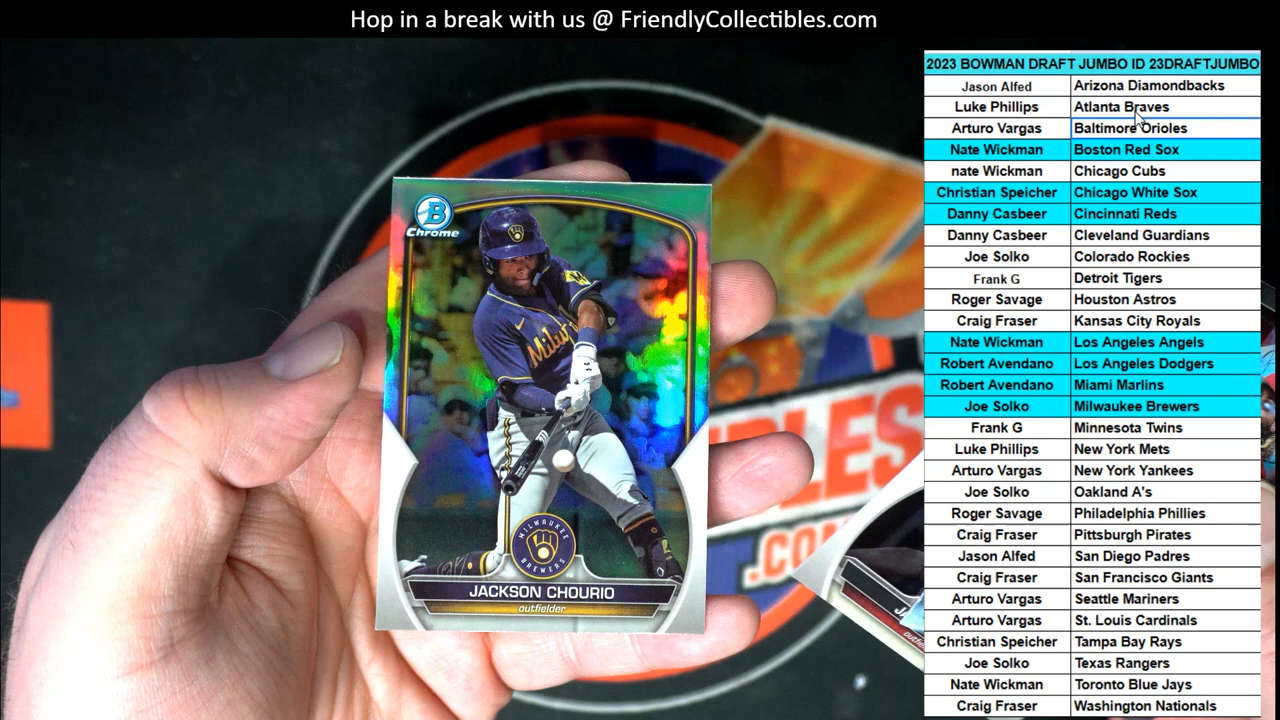 Hop in a break with us @ FriendlyCollectibles.com
2023 BOWMAN DRAFT JUMBO ID 23DRAFTJUMBO
Jason Alfed Arizona Diamondbacks
Luke Phillips Atlanta Braves
Arturo Vargas Baltimore Orioles
Nate Wickman Boston Red Sox
nate Wickman Chicago Cubs
Christian Speicher Chicago White Sox
Danny Casbeer Cincinnati Reds
Danny Casbeer Cleveland Guardians
Joe Solko Colorado Rockies
Frank G Detroit Tigers
Roger Savage Houston Astros
Craig Fraser Kansas City Royals
Nate Wickman Los Angeles Angels
Robert Avendano Los Angeles Dodgers
Robert Avendano Miami Marlins
Joe Solko Milwaukee Brewers
Frank G Minnesota Twins
Luke Phillips New York Mets
Arturo Vargas New York Yankees
Joe Solko Oakland A's
Roger Savage Philadelphia Phillies
Craig Fraser Pittsburgh Pirates
Jason Alfed San Diego Padres
Craig Fraser San Francisco Giants
Arturo Vargas Seattle Mariners
Arturo Vargas St. Louis Cardinals
Christian Speicher Tampa Bay Rays
Joe Solko Texas Rangers
Nate Wickman Toronto Blue Jays
Craig Fraser Washington Nationals
B
Chrome
MILWAUKEE
BREWERS
JACKSON CHOURIO
outfielder
.CO